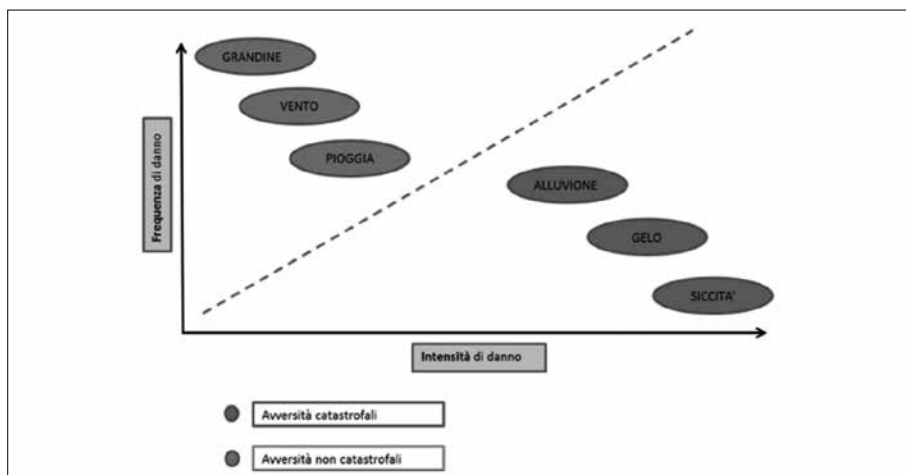 GRANDINE
VENTO
PIOGGIA
ALLUVIONE
GELO
SICCITA'
Frequenza di danno
Intensità di danno
Avversità catastrofali
Avversità non catastrofali